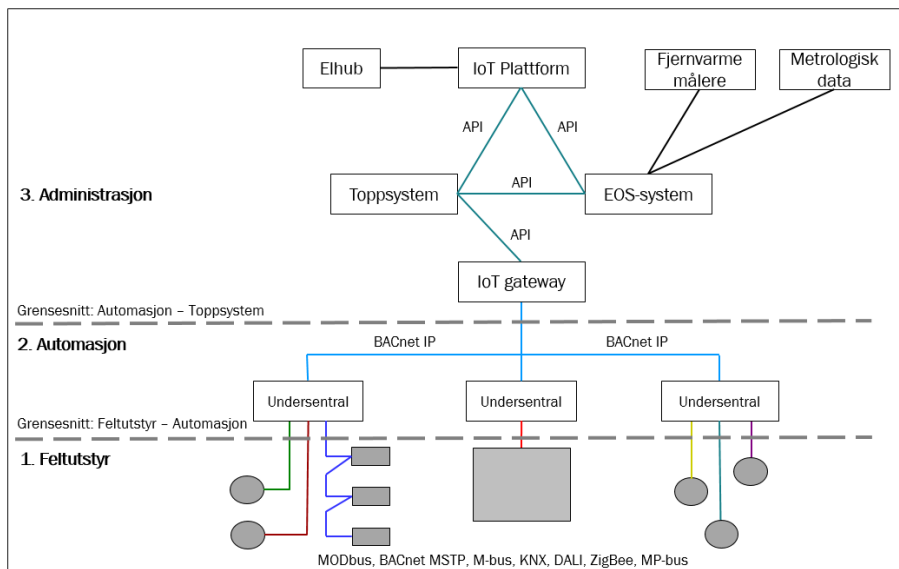 Elhub
IoT Plattform
Fjernvarme
målere
Metrologisk
data
API
API
3. Administrasjon
Toppsystem
API
EOS-system
API
IoT gateway
Grensesnitt: Automasjon – Toppsystem
2. Automasjon
BACnet IP
BACnet IP
Undersentral
Undersentral
Undersentral
Grensesnitt: Feltutstyr – Automasjon
1. Feltutstyr
MODbus, BACnet MSTP, M-bus, KNX, DALI, ZigBee, MP-bus